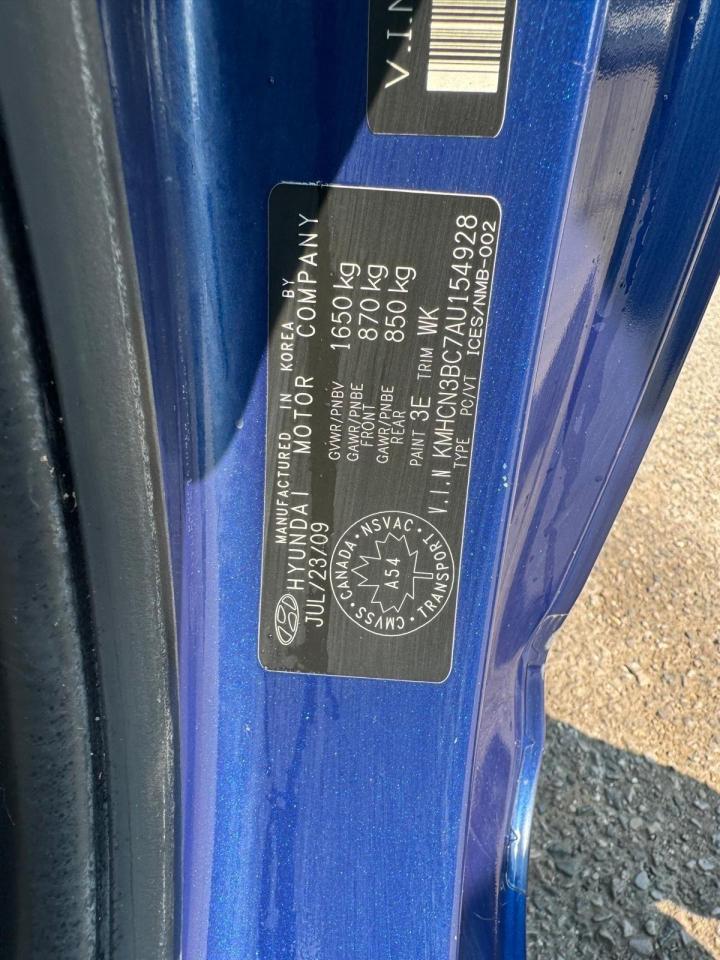 V.I.N
MANUFACTURED IN KOREA BY
HYUNDAI MOTOR COMPANY
JUL/23/09
GVWR/PNBV 1650 kg
GAWR/PNBE 870 kg
FRONT
GAWR/PNBE 850 kg
REAR
PAINT 3E TRIM WK
V.I.N KMHCN3BC7AU154928
TYPE PC/VT ICES/NMB-002
CANADA · NSVAC · TRANSPORT · CMVSS ·
A54